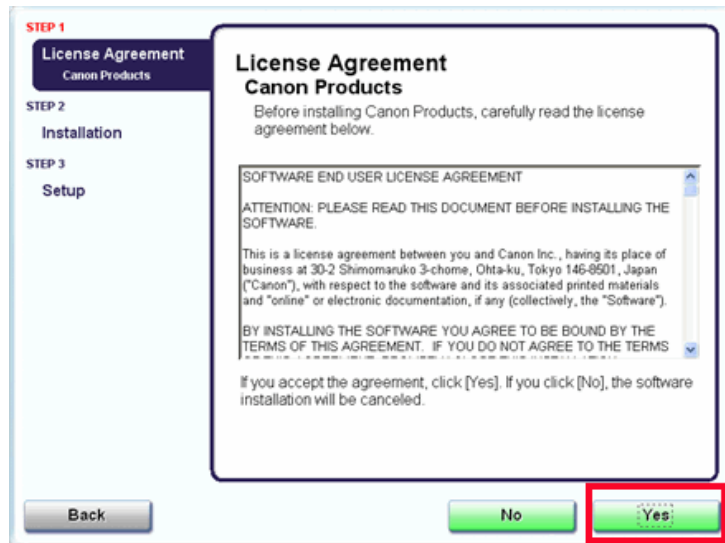 STEP 1
License Agreement
Canon Products
STEP 2
Installation
STEP 3
Setup
License Agreement
Canon Products
Before installing Canon Products, carefully read the license
agreement below.
SOFTWARE END USER LICENSE AGREEMENT
ATTENTION: PLEASE READ THIS DOCUMENT BEFORE INSTALLING THE
SOFTWARE.
This is a license agreement between you and Canon Inc., having its place of
business at 30-2 Shimomaruko 3-chome, Ohta-ku, Tokyo 146-8501, Japan
("Canon"), with respect to the software and its associated printed materials
and "online" or electronic documentation, if any (collectively, the "Software").
BY INSTALLING THE SOFTWARE YOU AGREE TO BE BOUND BY THE
TERMS OF THIS AGREEMENT. IF YOU DO NOT AGREE TO THE TERMS
If you accept the agreement, click [Yes]. If you click [No], the software
installation will be canceled.
Back
No
Yes